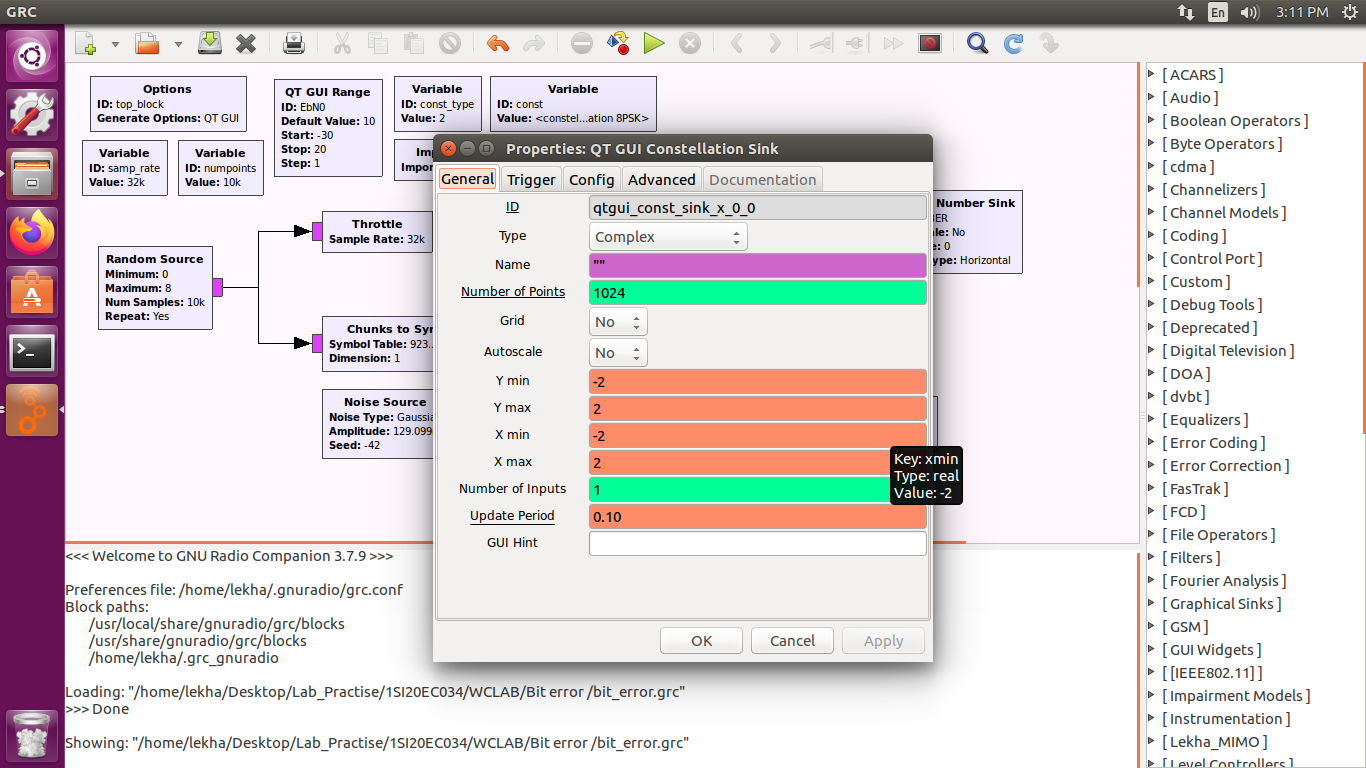 GRC
En
3:11 PM
Options
ID: top_block
Generate Options: QT GUI
QT GUI Range
ID: EbN0
Default Value: 10
Start: -30
Stop: 20
Step: 1
Variable
ID: const_type
Value: 2
Variable
ID: const
Value: <constel...ation 8PSK>
Variable
ID: samp_rate
Value: 32k
Variable
ID: numpoints
Value: 10k
Throttle
Sample Rate: 32k
Random Source
Minimum: 0
Maximum: 8
Num Samples: 10k
Repeat: Yes
Chunks to Sy
Symbol Table: 923..
Dimension: 1
Noise Source
Noise Type: Gaussia
Amplitude: 129.099
Seed: -42
Number Sink
BER
ale: No
e: 0
ype: Horizontal
Properties: QT GUI Constellation Sink
General Trigger Config Advanced Documentation
ID qtgui_const_sink_x_0_0
Type Complex
Name ""
Number of Points 1024
Grid No
Autoscale No
Y min -2
Y max 2
X min -2
X max 2
Number of Inputs 1
Update Period 0.10
GUI Hint
Key: xmin
Type: real
Value: -2
OK Cancel Apply
<<< Welcome to GNU Radio Companion 3.7.9 >>>
Preferences file: /home/lekha/.gnuradio/grc.conf
Block paths:
/usr/local/share/gnuradio/grc/blocks
/usr/share/gnuradio/grc/blocks
/home/lekha/.grc_gnuradio
Loading: "/home/lekha/Desktop/Lab_Practise/1SI20EC034/WCLAB/Bit error /bit_error.grc"
>>> Done
Showing: "/home/lekha/Desktop/Lab_Practise/1SI20EC034/WCLAB/Bit error /bit_error.grc"
[ ACARS ]
[ Audio ]
[ Boolean Operators ]
[ Byte Operators ]
[ cdma ]
[ Channelizers ]
[ Channel Models ]
[ Coding ]
[ Control Port ]
[ Custom ]
[ Debug Tools ]
[ Deprecated ]
[ Digital Television ]
[ DOA ]
[ dvbt ]
[ Equalizers ]
[ Error Coding ]
[ Error Correction ]
[ FasTrak ]
[ FCD ]
[ File Operators ]
[ Filters ]
[ Fourier Analysis ]
[ Graphical Sinks ]
[ GSM ]
[ GUI Widgets ]
[ [IEEE802.11] ]
[ Impairment Models ]
[ Instrumentation ]
[ Lekha_MIMO ]
[ Level Controllers ]